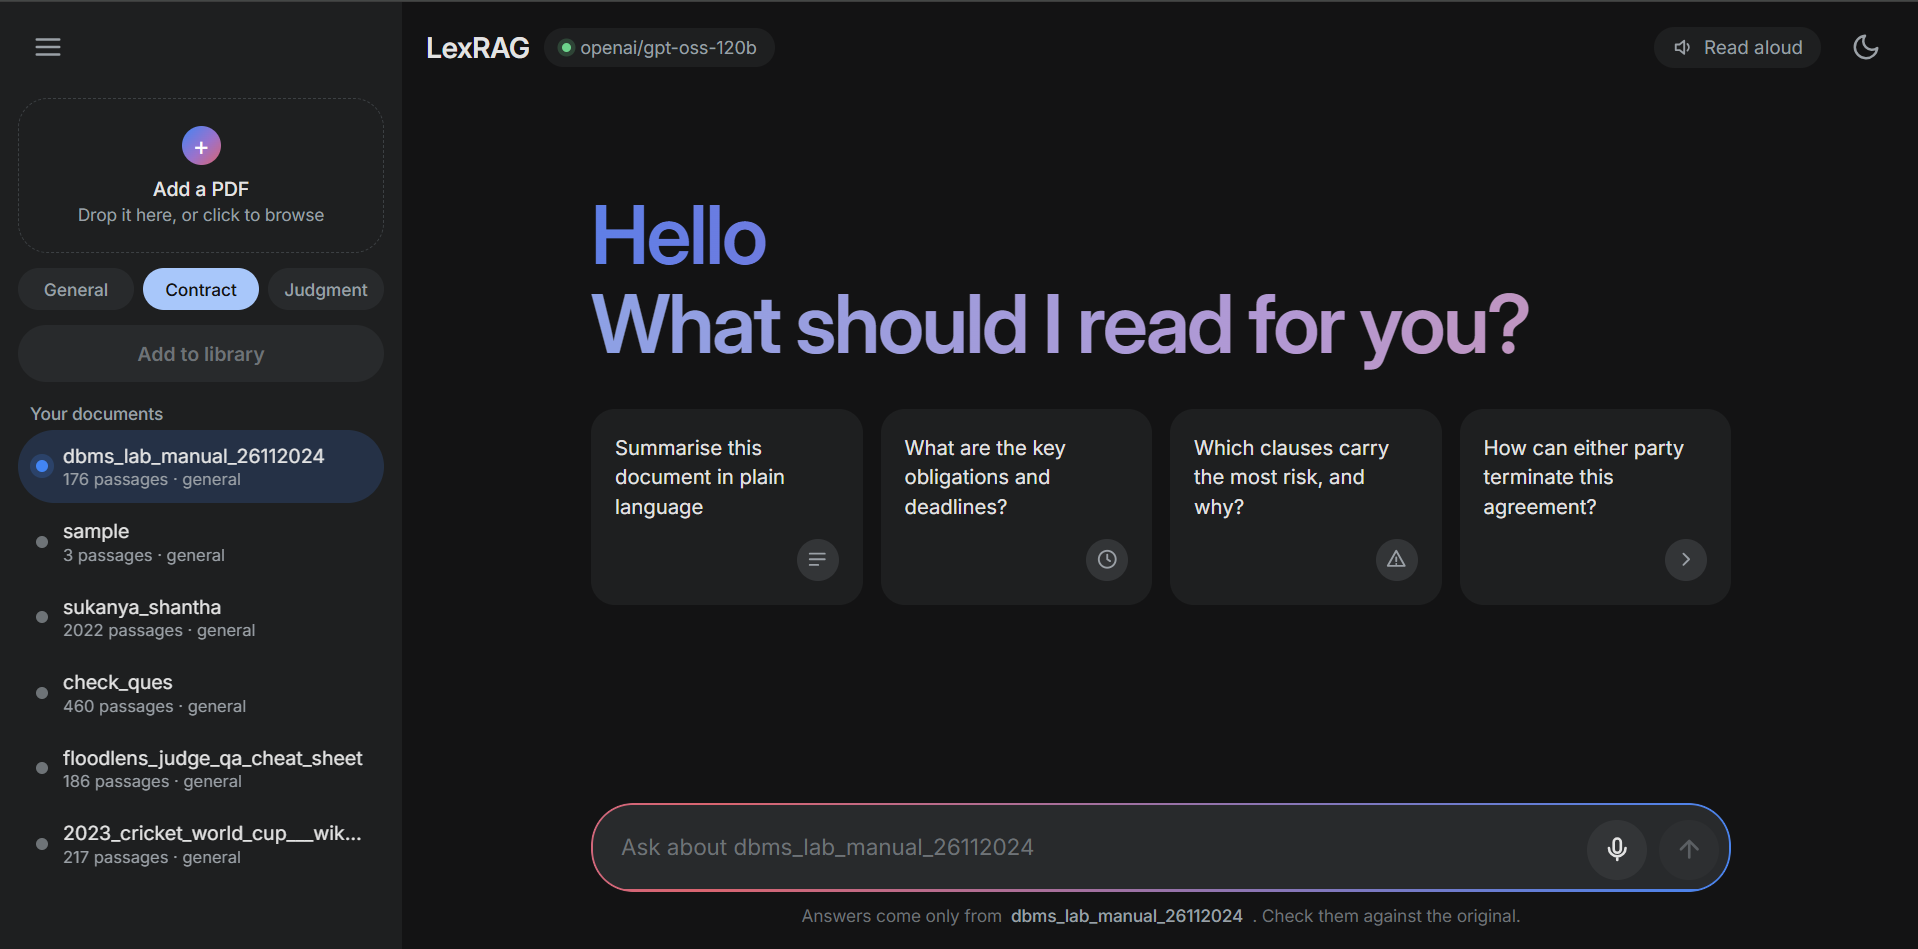 LexRAG
openai/gpt-oss-120b
Read aloud
+
Add a PDF
Drop it here, or click to browse
General
Contract
Judgment
Add to library
Your documents
dbms_lab_manual_26112024
176 passages · general
sample
3 passages · general
sukanya_shantha
2022 passages · general
check_ques
460 passages · general
floodlens_judge_qa_cheat_sheet
186 passages · general
2023_cricket_world_cup___wik...
217 passages · general
Hello
What should I read for you?
Summarise this
document in plain
language
What are the key
obligations and
deadlines?
Which clauses carry
the most risk, and
why?
How can either party
terminate this
agreement?
Ask about dbms_lab_manual_26112024
Answers come only from dbms_lab_manual_26112024 . Check them against the original.